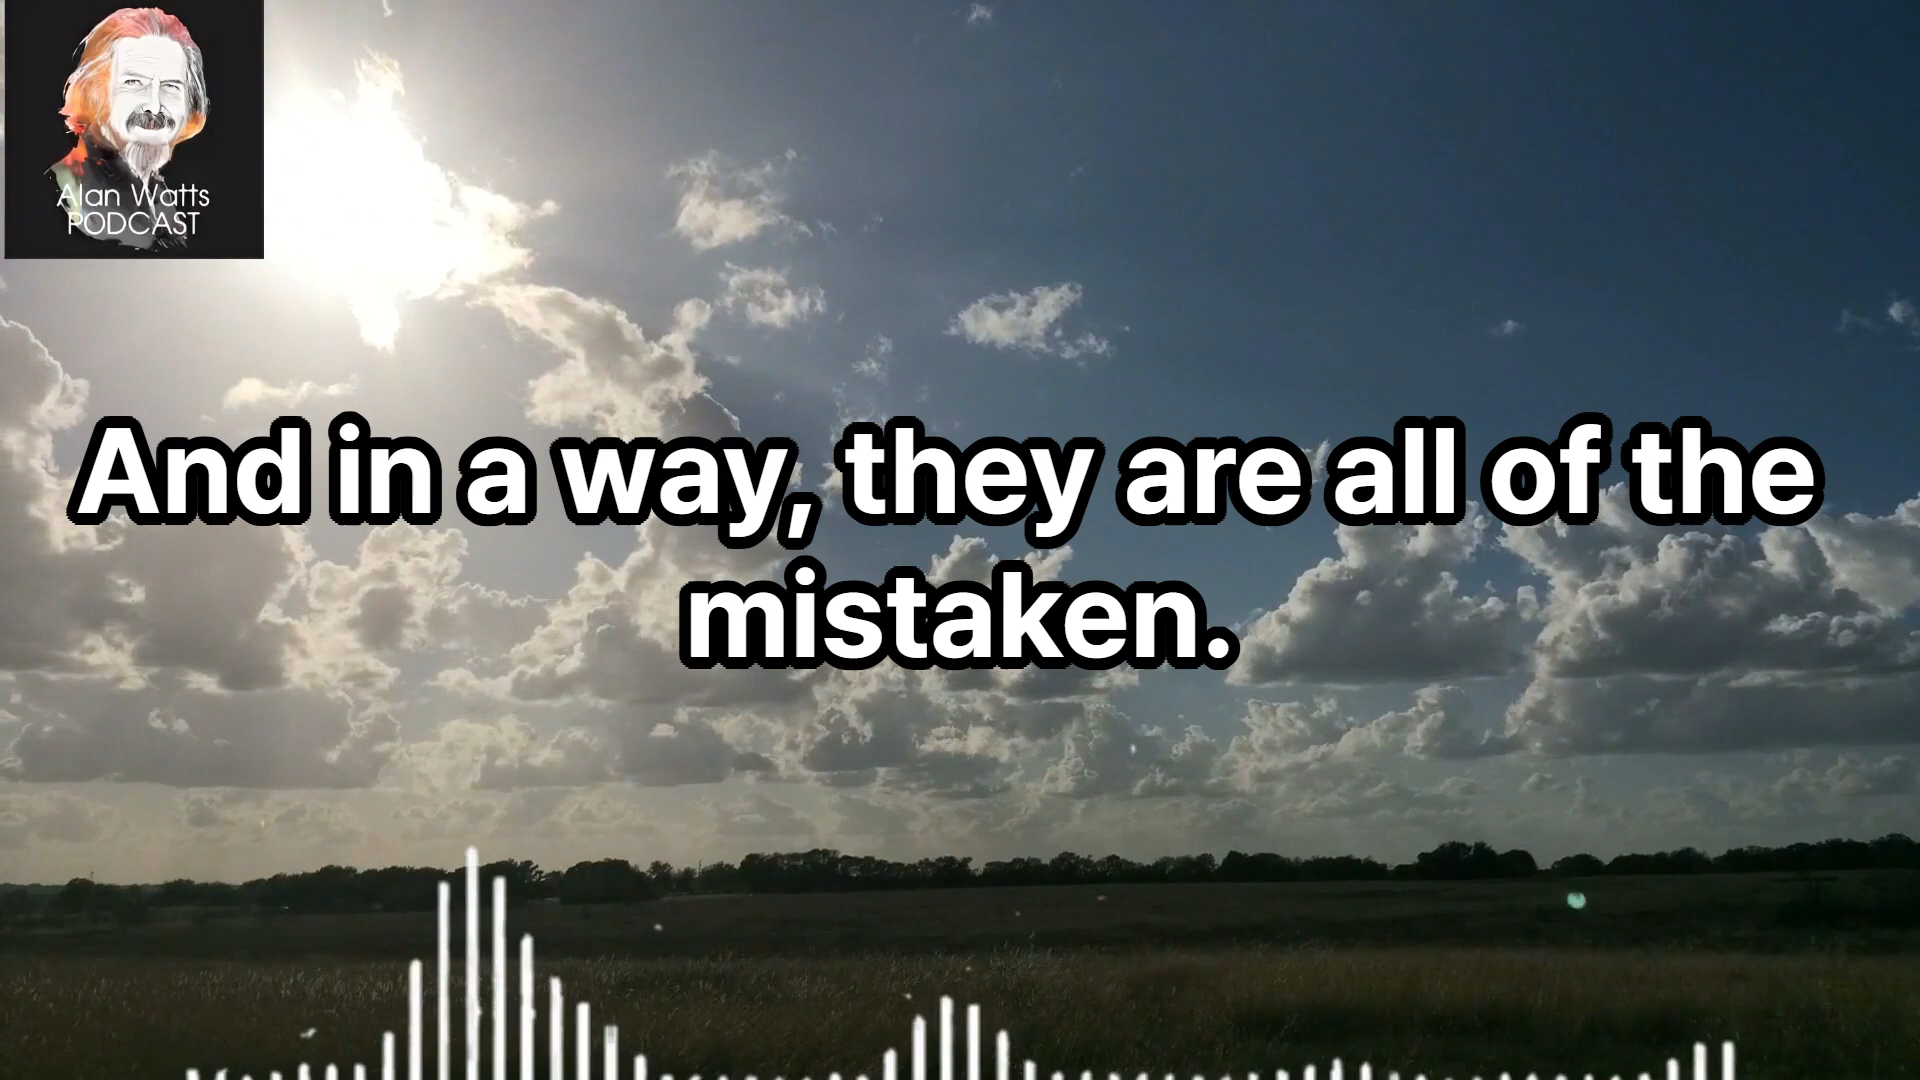 Alan Watts
PODCAST
And in a way, they are all of the
mistaken.